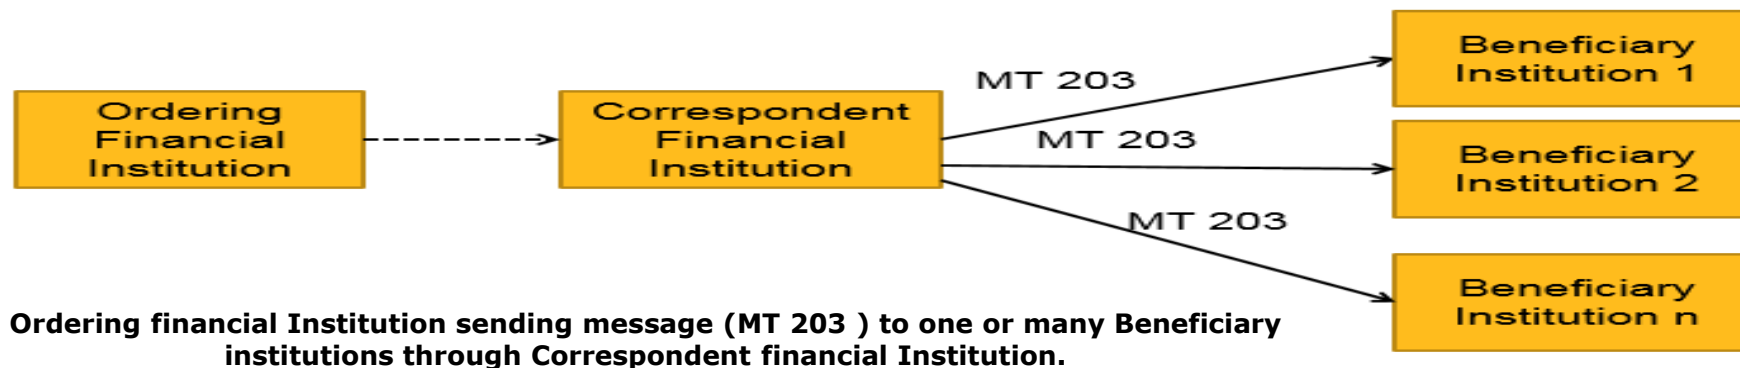 Ordering
Financial
Institution
Correspondent
Financial
Institution
MT 203
MT 203
MT 203
Beneficiary
Institution 1
Beneficiary
Institution 2
Beneficiary
Institution n
Ordering financial Institution sending message (MT 203 ) to one or many Beneficiary
institutions through Correspondent financial Institution.